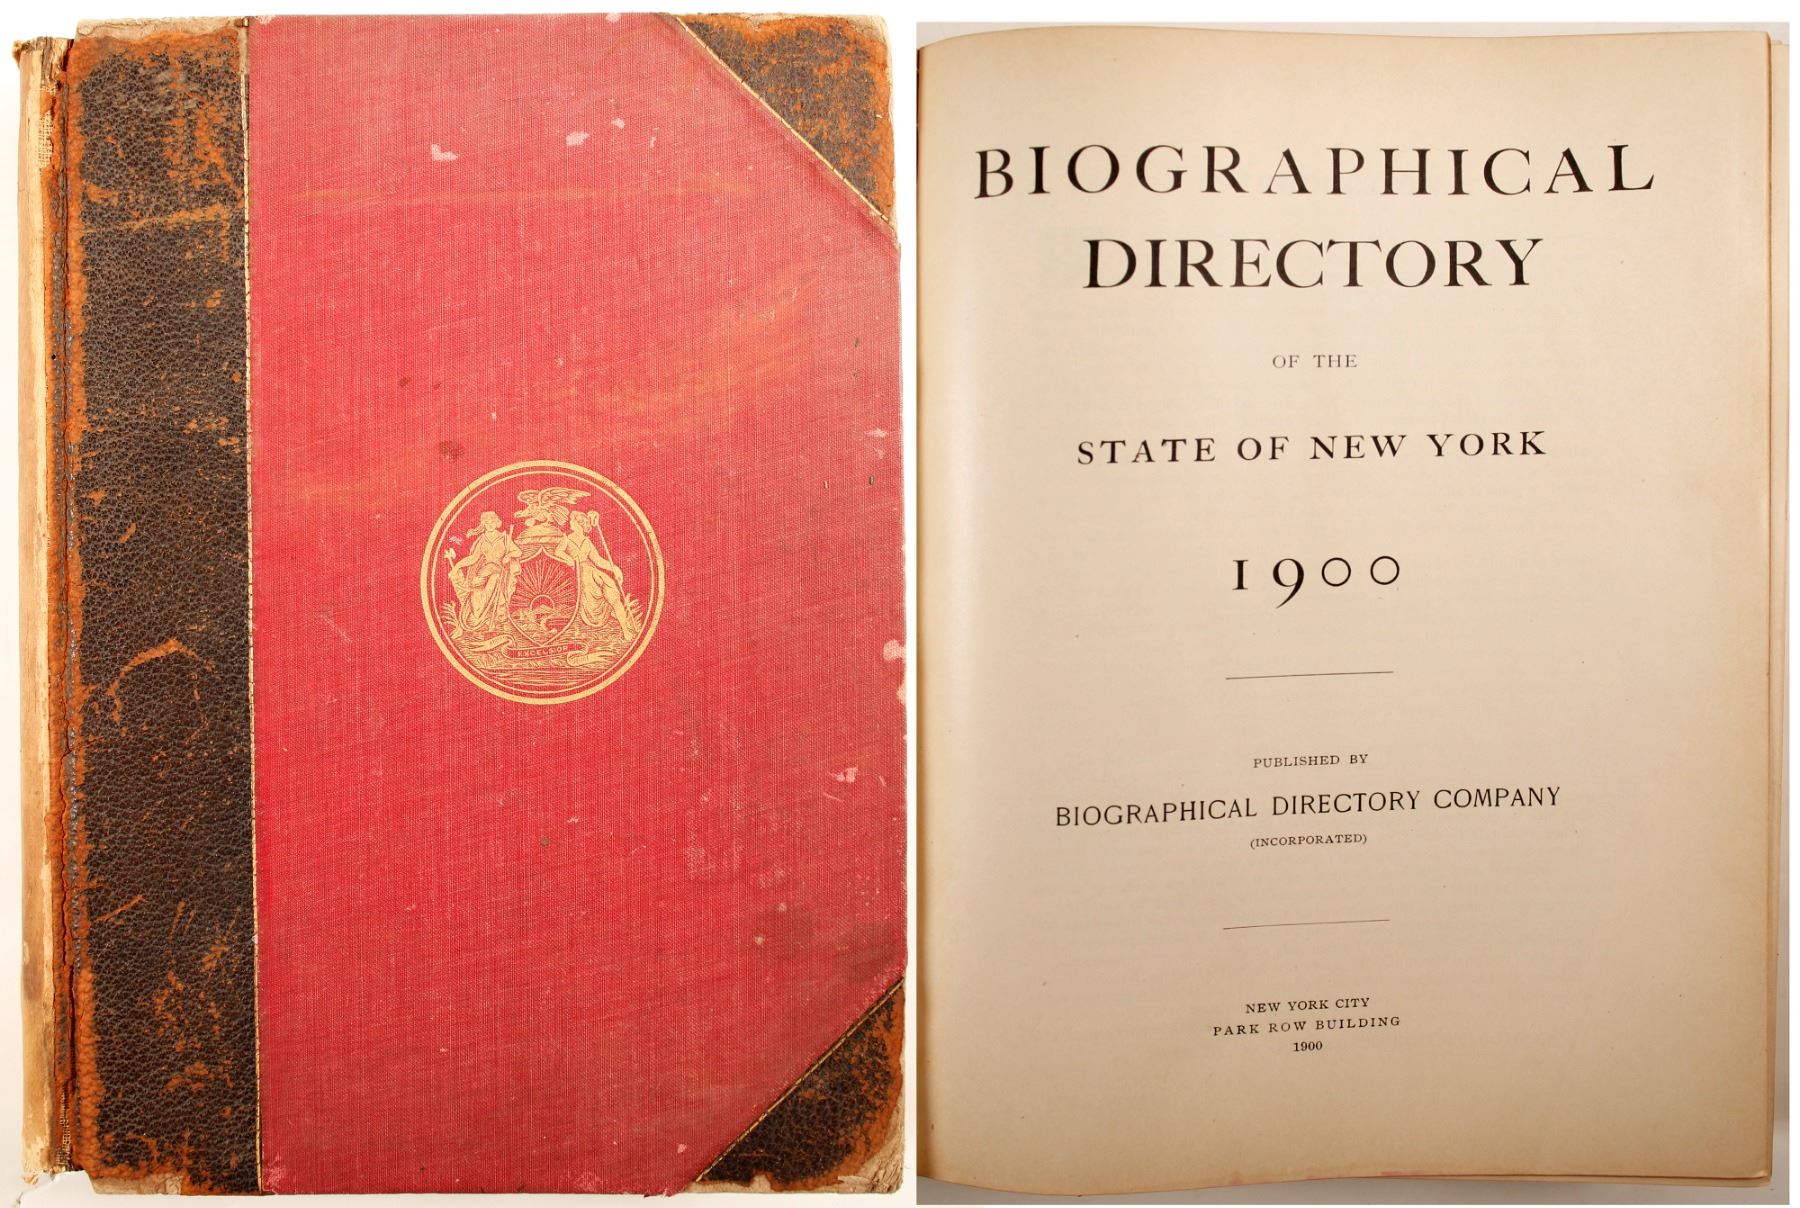 EXCELSIOR
BIOGRAPHICAL
DIRECTORY
OF THE
STATE OF NEW YORK
1900
PUBLISHED BY
BIOGRAPHICAL DIRECTORY COMPANY
(INCORPORATED)
NEW YORK CITY
PARK ROW BUILDING
1900